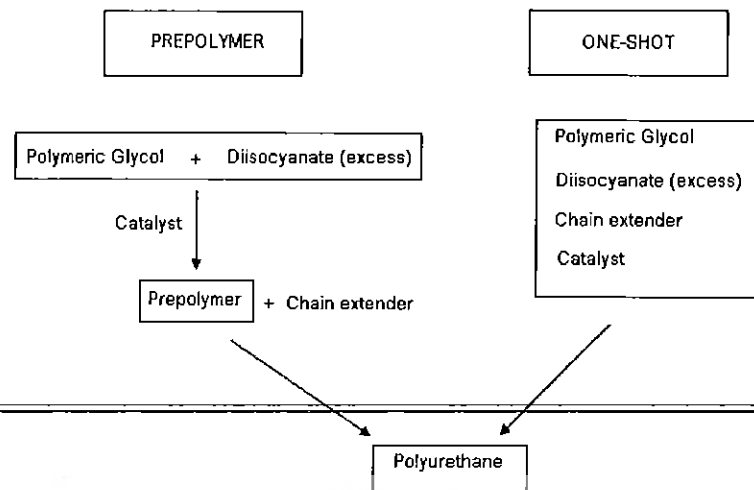 PREPOLYMER
ONE-SHOT
Polymeric Glycol + Diisocyanate (excess)
Catalyst
Prepolymer + Chain extender
Polymeric Glycol
Diisocyanate (excess)
Chain extender
Catalyst
Polyurethane